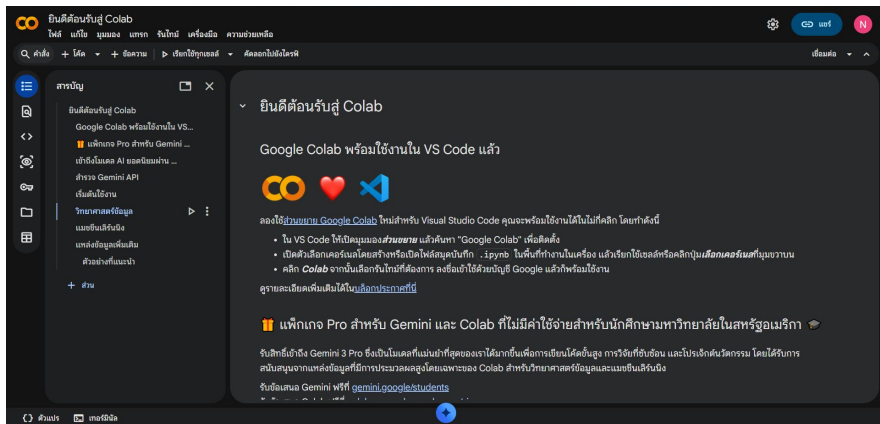 ยินดีต้อนรับสู่ Colab
ไฟล์ แก้ไข มุมมอง แทรก รันไทม์ เครื่องมือ ความช่วยเหลือ
แชร์
N
คำสั่ง + โค้ด + ข้อความ เรียกใช้ทุกเซลล์ คัดลอกไปยังไดรฟ์
เชื่อมต่อ
สารบัญ
ยินดีต้อนรับสู่ Colab
Google Colab พร้อมใช้งานใน VS...
🎁 แพ็กเกจ Pro สำหรับ Gemini ...
เข้าถึงโมเดล AI ยอดนิยมผ่าน ...
สำรวจ Gemini API
เริ่มต้นใช้งาน
วิทยาศาสตร์ข้อมูล
แมชชีนเลิร์นนิง
แหล่งข้อมูลเพิ่มเติม
ตัวอย่างที่แนะนำ
+ ส่วน
ยินดีต้อนรับสู่ Colab
Google Colab พร้อมใช้งานใน VS Code แล้ว
ลองใช้ส่วนขยาย Google Colab ใหม่สำหรับ Visual Studio Code คุณจะพร้อมใช้งานได้ในไม่กี่คลิก โดยทำดังนี้
• ใน VS Code ให้เปิดมุมมองส่วนขยาย แล้วค้นหา "Google Colab" เพื่อติดตั้ง
• เปิดตัวเลือกเคอร์เนลโดยสร้างหรือเปิดไฟล์สมุดบันทึก .ipynb ในพื้นที่ทำงานในเครื่อง แล้วเรียกใช้เซลล์หรือคลิกปุ่มเลือกเคอร์เนลที่มุมขวาบน
• คลิก Colab จากนั้นเลือกรันไทม์ที่ต้องการ ลงชื่อเข้าใช้ด้วยบัญชี Google แล้วก็พร้อมใช้งาน
ดูรายละเอียดเพิ่มเติมได้ในบล็อกประกาศที่นี่
🎁 แพ็กเกจ Pro สำหรับ Gemini และ Colab ที่ไม่มีค่าใช้จ่ายสำหรับนักศึกษามหาวิทยาลัยในสหรัฐอเมริกา 🎓
รับสิทธิ์เข้าถึง Gemini 3 Pro ซึ่งเป็นโมเดลที่แม่นยำที่สุดของเราได้มากขึ้นเพื่อการเขียนโค้ดขั้นสูง การวิจัยที่ซับซ้อน และโปรเจ็กต์นวัตกรรม โดยได้รับการ
สนับสนุนจากแหล่งข้อมูลที่มีการประมวลผลสูงโดยเฉพาะของ Colab สำหรับวิทยาศาสตร์ข้อมูลและแมชชีนเลิร์นนิง
รับข้อเสนอ Gemini ฟรีที่ gemini.google/students
ตัวแปร เทอร์มินัล